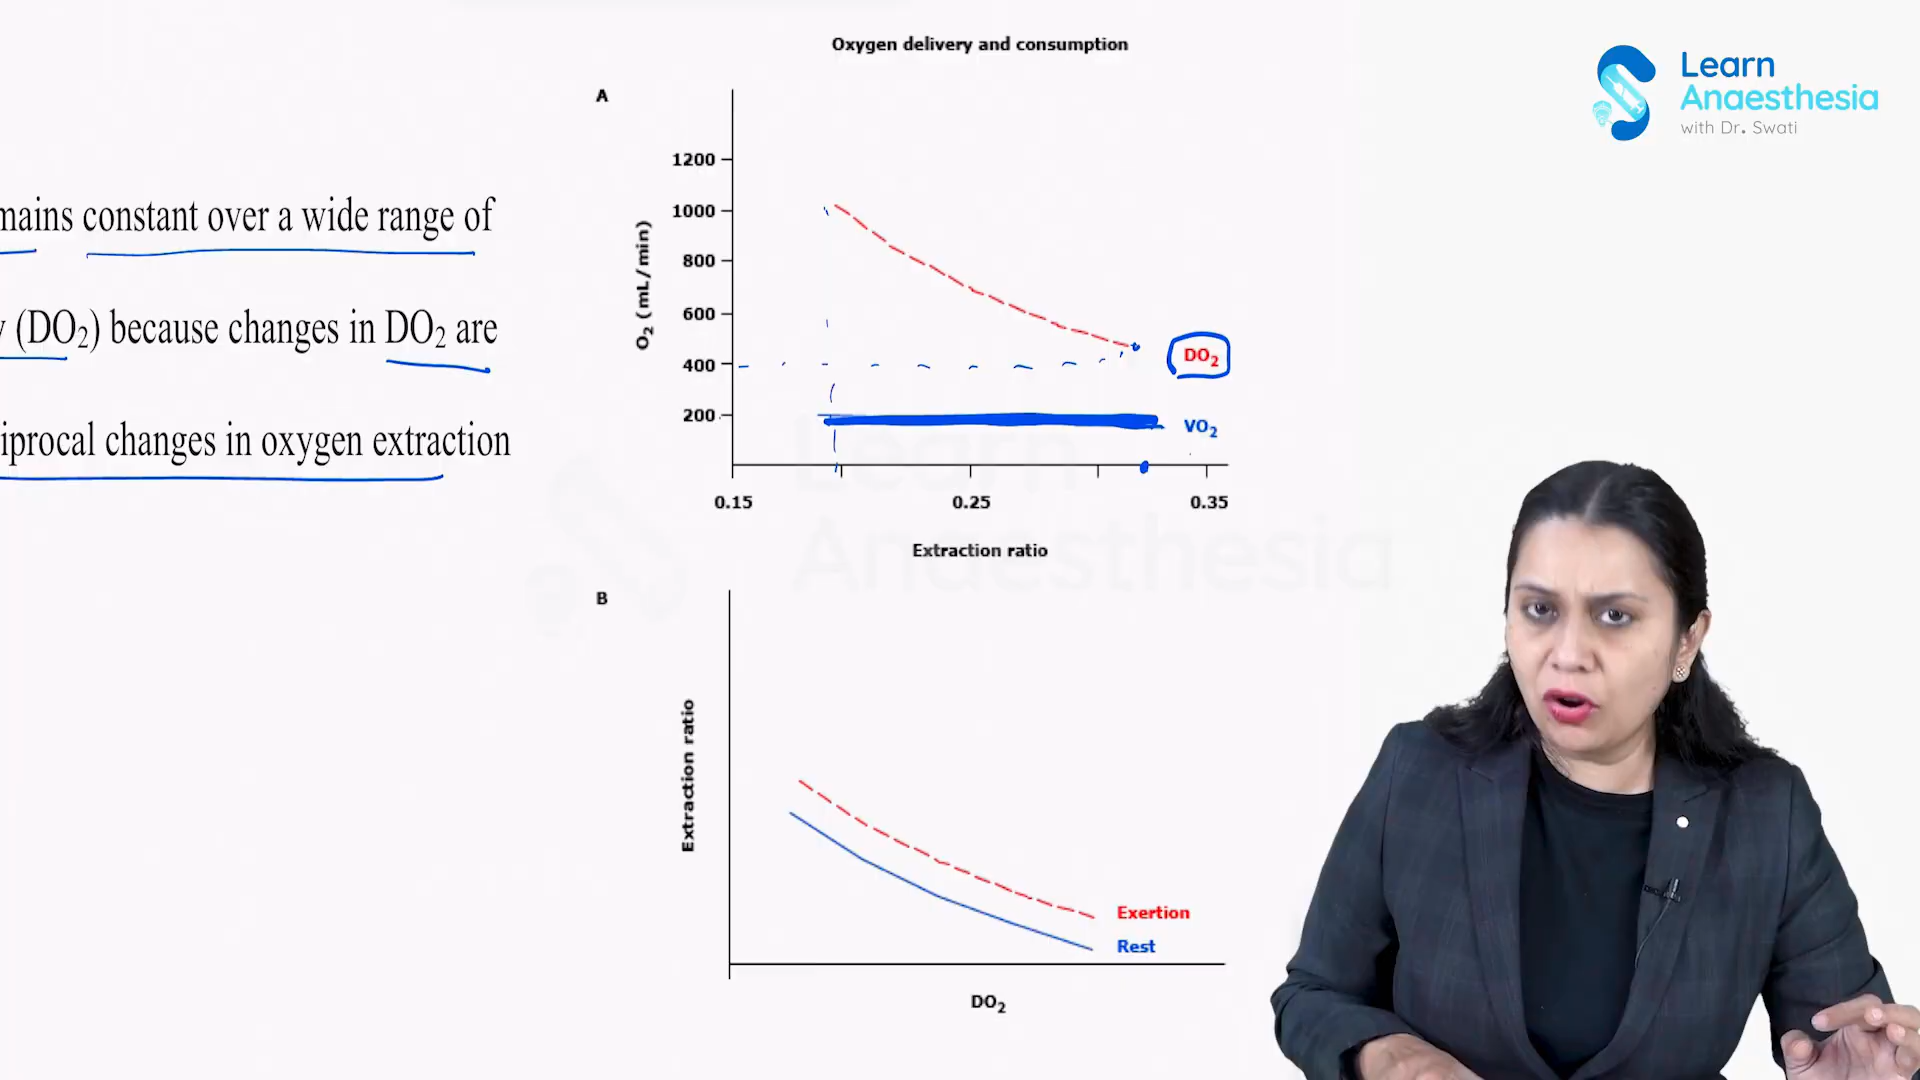 Oxygen delivery and consumption
Learn
Anaesthesia
with Dr. Swati
A
1200
1000
800
600
400
200
O2 (mL/min)
DO2
VO2
0.15 0.25 0.35
mains constant over a wide range of
(DO2) because changes in DO2 are
iprocal changes in oxygen extraction
Learn
Anaesthesia
Extraction ratio
B
Extraction ratio
Exertion
Rest
DO2